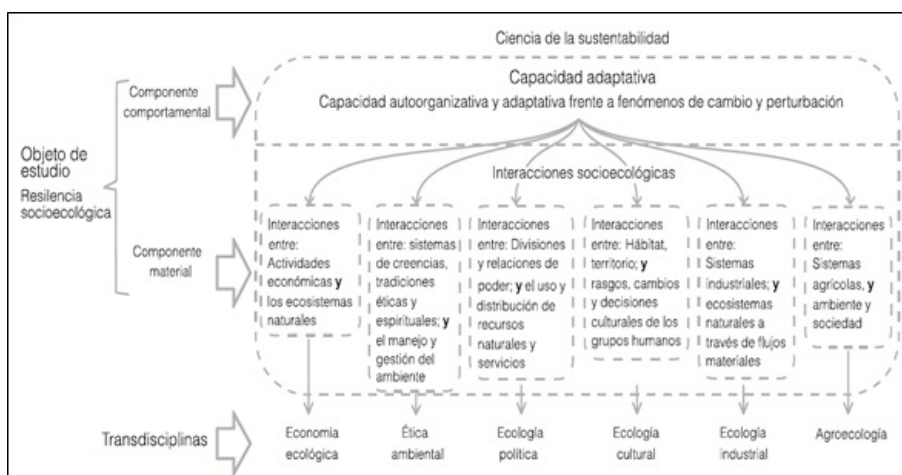 Ciencia de la sustentabilidad
Capacidad adaptativa
Capacidad autoorganizativa y adaptativa frente a fenómenos de cambio y perturbación
Componente
comportamental
Objeto de
estudio
Resilencia
socioecológica
Componente
material
Interacciones socioecológicas
Interacciones
entre:
Actividades
económicas y
los ecosistemas
naturales
Interacciones
entre: sistemas
de creencias,
tradiciones
éticas y
espirituales; y
el manejo y
gestión del
ambiente
Interacciones
entre: Divisiones
y relaciones de
poder; y el uso y
distribución de
recursos
naturales y
servicios
Interacciones
entre: Hábitat,
territorio; y
rasgos, cambios
y decisiones
culturales de los
grupos humanos
Interacciones
entre:
Sistemas
industriales; y
ecosistemas
naturales a
través de flujos
materiales
Interacciones
entre:
Sistemas
agrícolas, y
ambiente y
sociedad
Transdisciplinas
Economía
ecológica
Ética
ambiental
Ecología
política
Ecología
cultural
Ecología
industrial
Agroecología